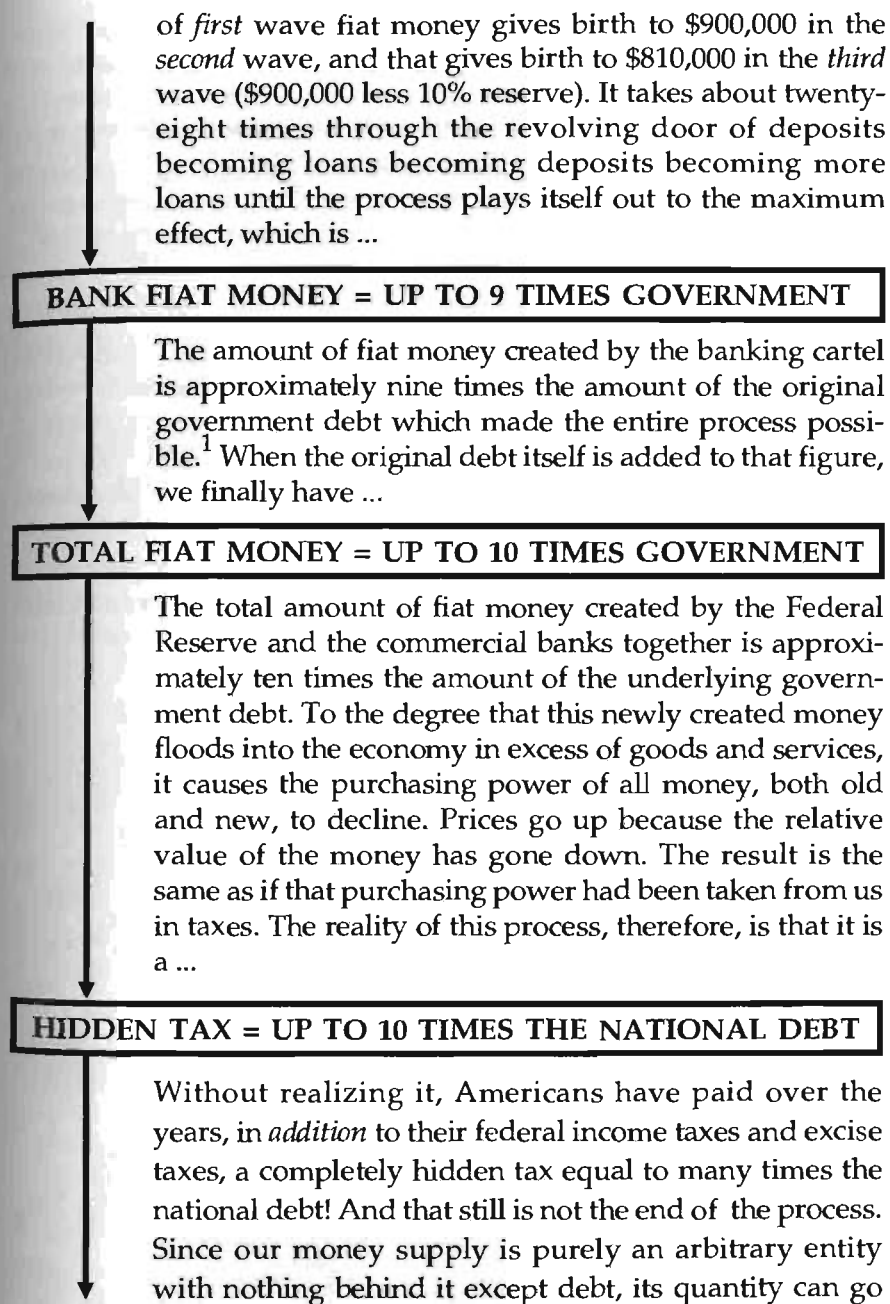 of first wave fiat money gives birth to $900,000 in the
second wave, and that gives birth to $810,000 in the third
wave ($900,000 less 10% reserve). It takes about twenty-
eight times through the revolving door of deposits
becoming loans becoming deposits becoming more
loans until the process plays itself out to the maximum
effect, which is ...
BANK FIAT MONEY = UP TO 9 TIMES GOVERNMENT
The amount of fiat money created by the banking cartel
is approximately nine times the amount of the original
government debt which made the entire process possi-
ble.1 When the original debt itself is added to that figure,
we finally have ...
TOTAL FIAT MONEY = UP TO 10 TIMES GOVERNMENT
The total amount of fiat money created by the Federal
Reserve and the commercial banks together is approxi-
mately ten times the amount of the underlying govern-
ment debt. To the degree that this newly created money
floods into the economy in excess of goods and services,
it causes the purchasing power of all money, both old
and new, to decline. Prices go up because the relative
value of the money has gone down. The result is the
same as if that purchasing power had been taken from us
in taxes. The reality of this process, therefore, is that it is
a ...
HIDDEN TAX = UP TO 10 TIMES THE NATIONAL DEBT
Without realizing it, Americans have paid over the
years, in addition to their federal income taxes and excise
taxes, a completely hidden tax equal to many times the
national debt! And that still is not the end of the process.
Since our money supply is purely an arbitrary entity
with nothing behind it except debt, its quantity can go